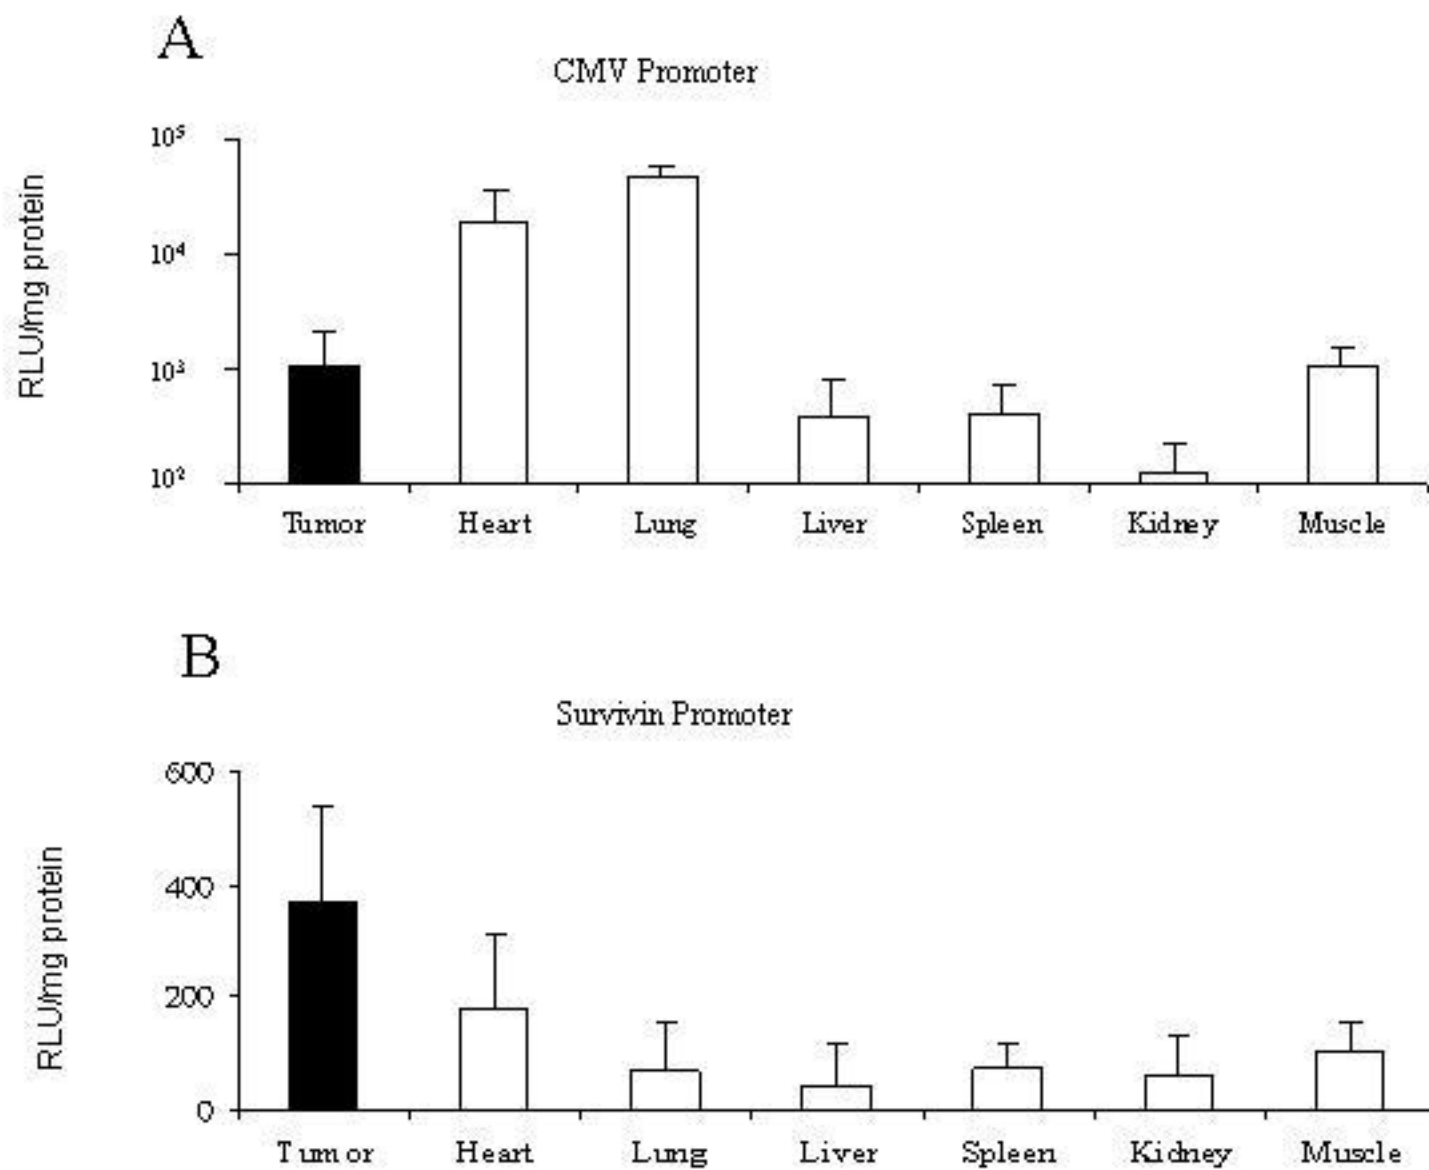 A
CMV Promoter
RLU/mg protein
10⁵
10⁴
10³
10²
Tumor Heart Lung Liver Spleen Kidney Muscle
B
Survivin Promoter
RLU/mg protein
600
400
200
0
Tumor Heart Lung Liver Spleen Kidney Muscle